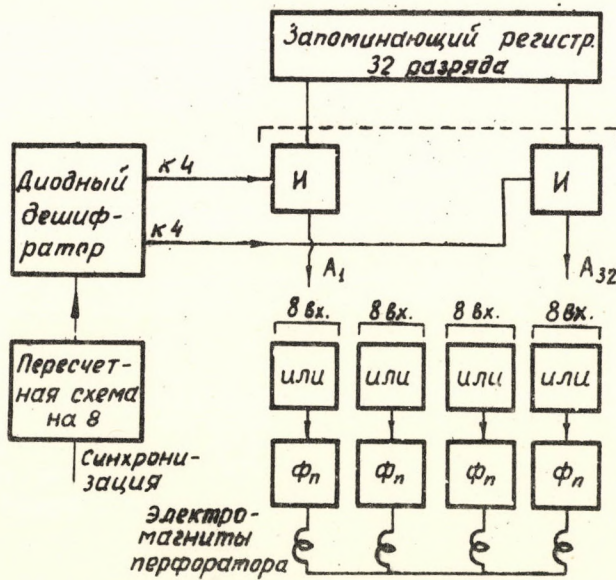 Запоминающий регистр.
32 разряда
Диодный
дешиф-
ратор
к 4
к 4
И
И
A₁
A₃₂
8 вх.
8 вх.
8 вх.
8 вх.
или
или
или
или
Пересчет-
ная схема
на 8
Синхрони-
зация
Фп
Фп
Фп
Фп
Электро-
магниты
перфоратора